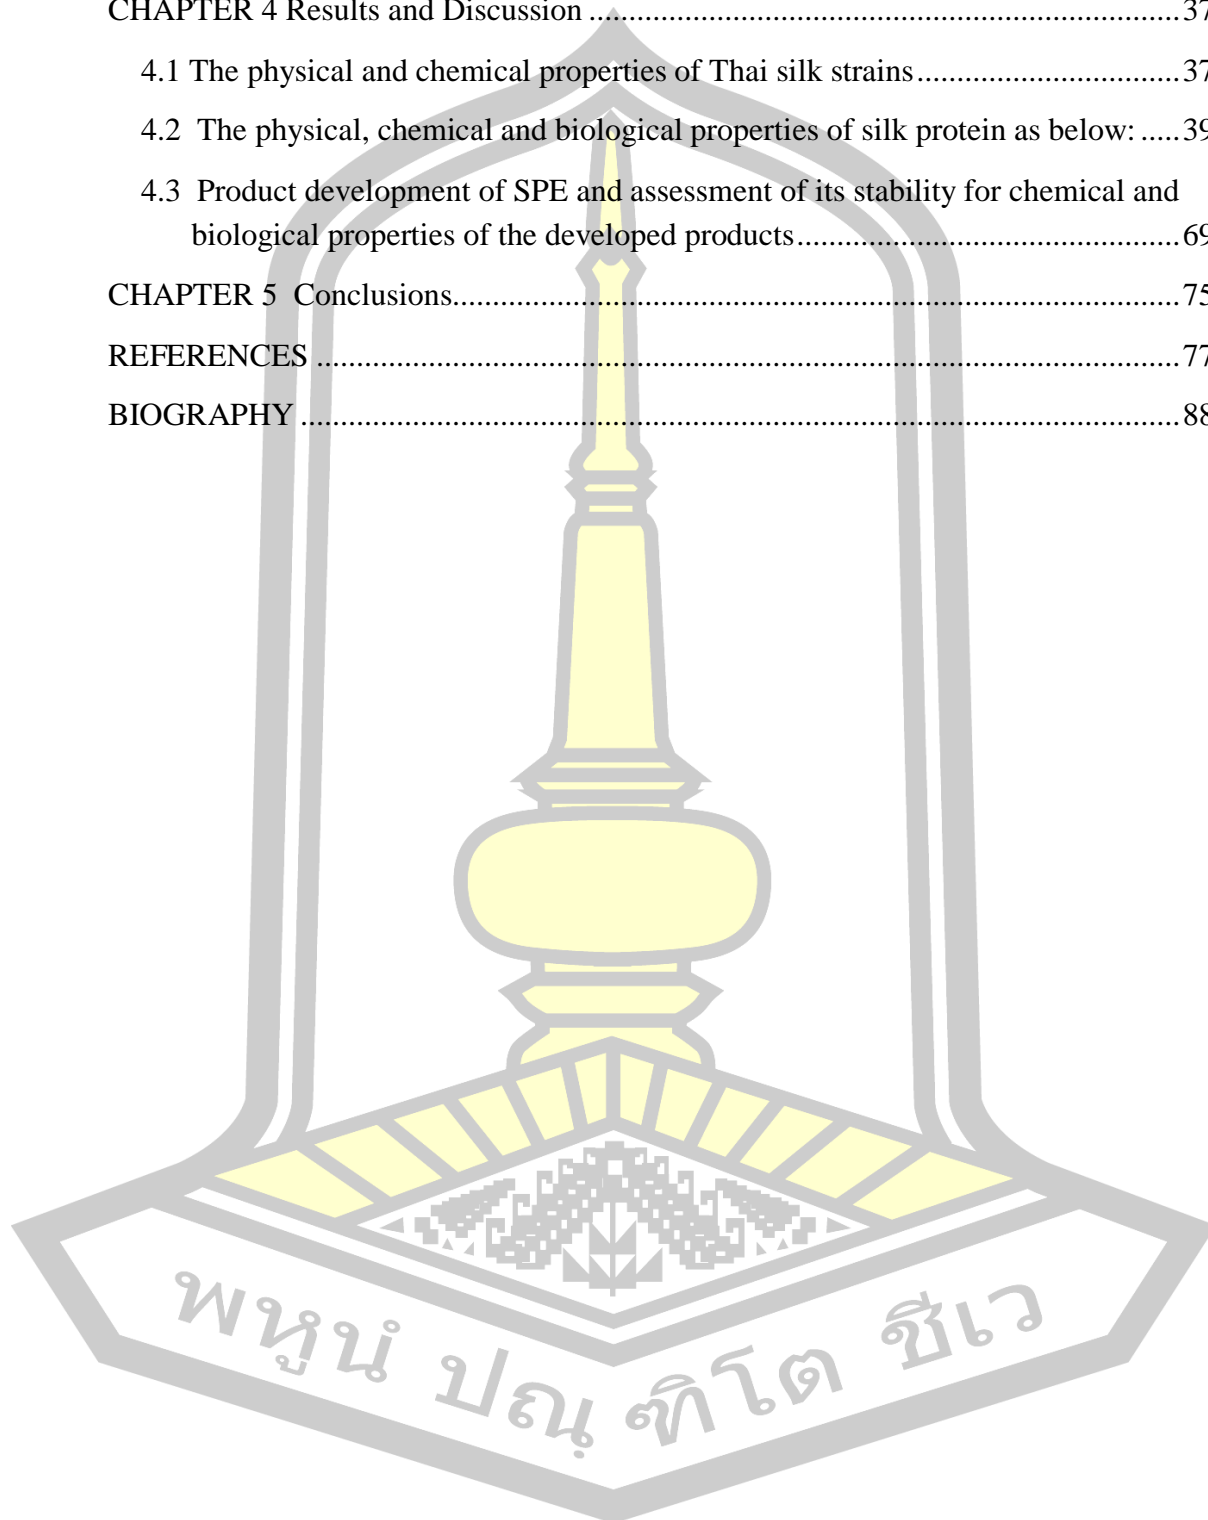 CHAPTER 4 Results and Discussion ........................................................................37
4.1 The physical and chemical properties of Thai silk strains ................................37
4.2  The physical, chemical and biological properties of silk protein as below: .....39
4.3  Product development of SPE and assessment of its stability for chemical and
biological properties of the developed products ...............................................69
CHAPTER 5  Conclusions.........................................................................................75
REFERENCES .........................................................................................................77
BIOGRAPHY ...........................................................................................................88
พหูนํ ปณฺฑิโต ชีเว